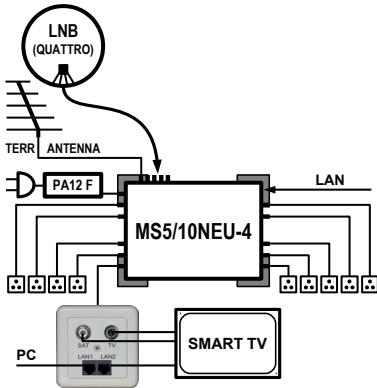 LNB
(QUATTRO)
TERR ANTENNA
PA12 F
LAN
MS5/10NEU-4
SAT TV
LAN1 LAN2
PC
SMART TV